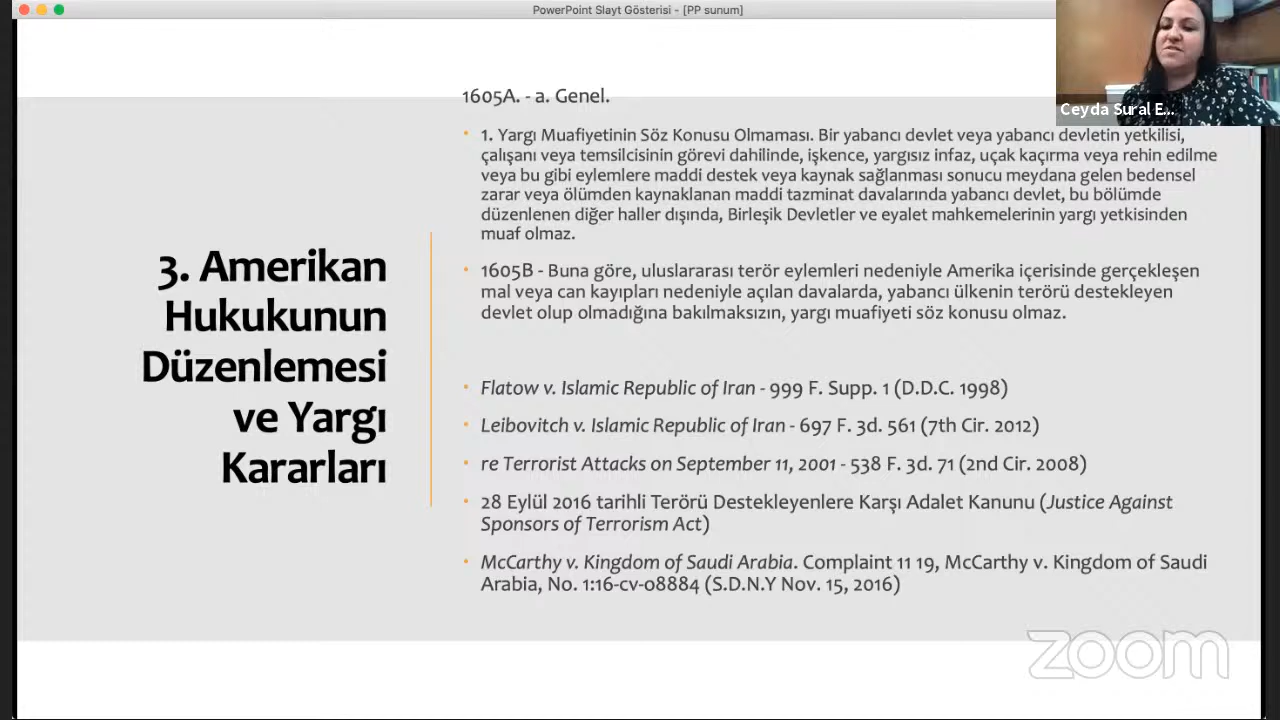 PowerPoint Slayt Gösterisi - [PP sunum]
Ceyda Sural E...
3. Amerikan
Hukukunun
Düzenlemesi
ve Yargı
Kararları
1605A. - a. Genel.
• 1. Yargı Muafiyetinin Söz Konusu Olmaması. Bir yabancı devlet veya yabancı devletin yetkilisi,
çalışanı veya temsilcisinin görevi dahilinde, işkence, yargısız infaz, uçak kaçırma veya rehin edilme
veya bu gibi eylemlere maddi destek veya kaynak sağlanması sonucu meydana gelen bedensel
zarar veya ölümden kaynaklanan maddi tazminat davalarında yabancı devlet, bu bölümde
düzenlenen diğer haller dışında, Birleşik Devletler ve eyalet mahkemelerinin yargı yetkisinden
muaf olmaz.
• 1605B - Buna göre, uluslararası terör eylemleri nedeniyle Amerika içerisinde gerçekleşen
mal veya can kayıpları nedeniyle açılan davalarda, yabancı ülkenin terörü destekleyen
devlet olup olmadığına bakılmaksızın, yargı muafiyeti söz konusu olmaz.
• Flatow v. Islamic Republic of Iran - 999 F. Supp. 1 (D.D.C. 1998)
• Leibovitch v. Islamic Republic of Iran - 697 F. 3d. 561 (7th Cir. 2012)
• re Terrorist Attacks on September 11, 2001 - 538 F. 3d. 71 (2nd Cir. 2008)
• 28 Eylül 2016 tarihli Terörü Destekleyenlere Karşı Adalet Kanunu (Justice Against
Sponsors of Terrorism Act)
• McCarthy v. Kingdom of Saudi Arabia. Complaint 11 19, McCarthy v. Kingdom of Saudi
Arabia, No. 1:16-cv-08884 (S.D.N.Y Nov. 15, 2016)
zoom